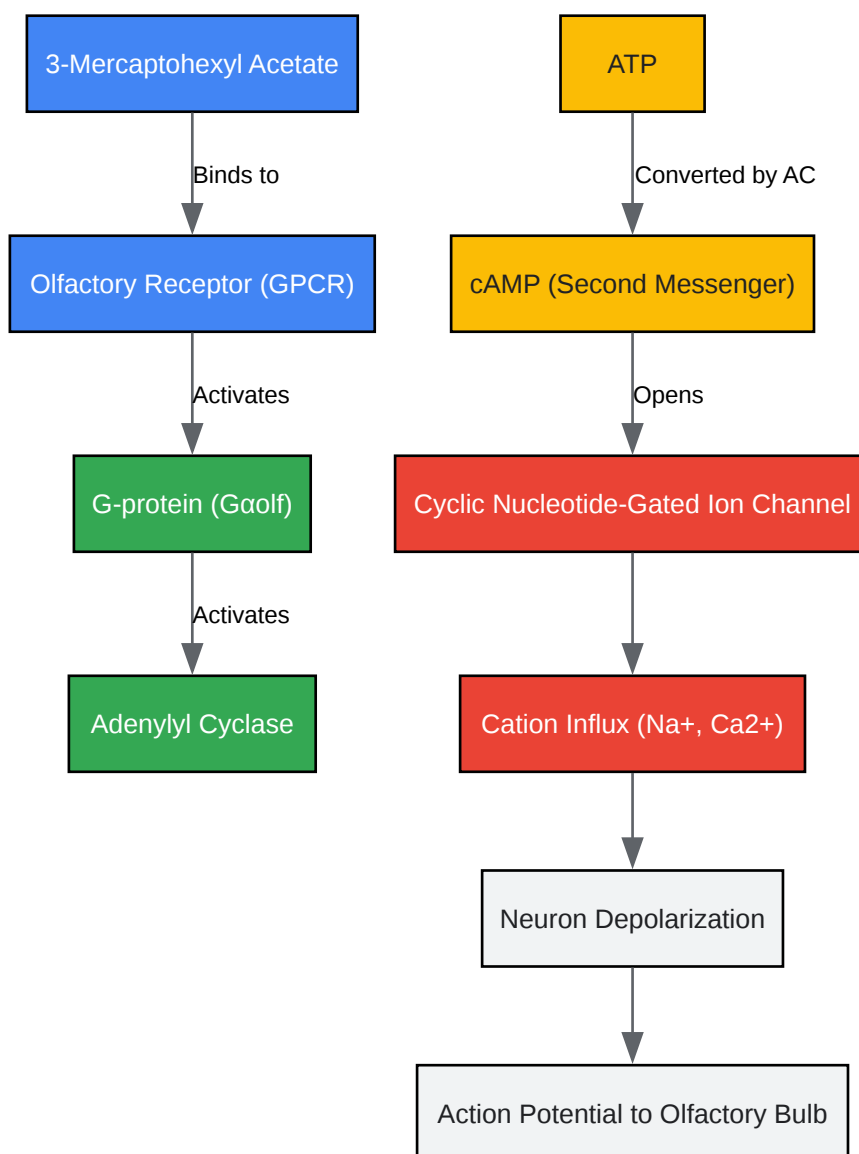 3-Mercaptohexyl Acetate
Binds to
Olfactory Receptor (GPCR)
Activates
G-protein (Gαolf)
Activates
Adenylyl Cyclase
ATP
Converted by AC
cAMP (Second Messenger)
Opens
Cyclic Nucleotide-Gated Ion Channel
Cation Influx (Na+, Ca2+)
Neuron Depolarization
Action Potential to Olfactory Bulb